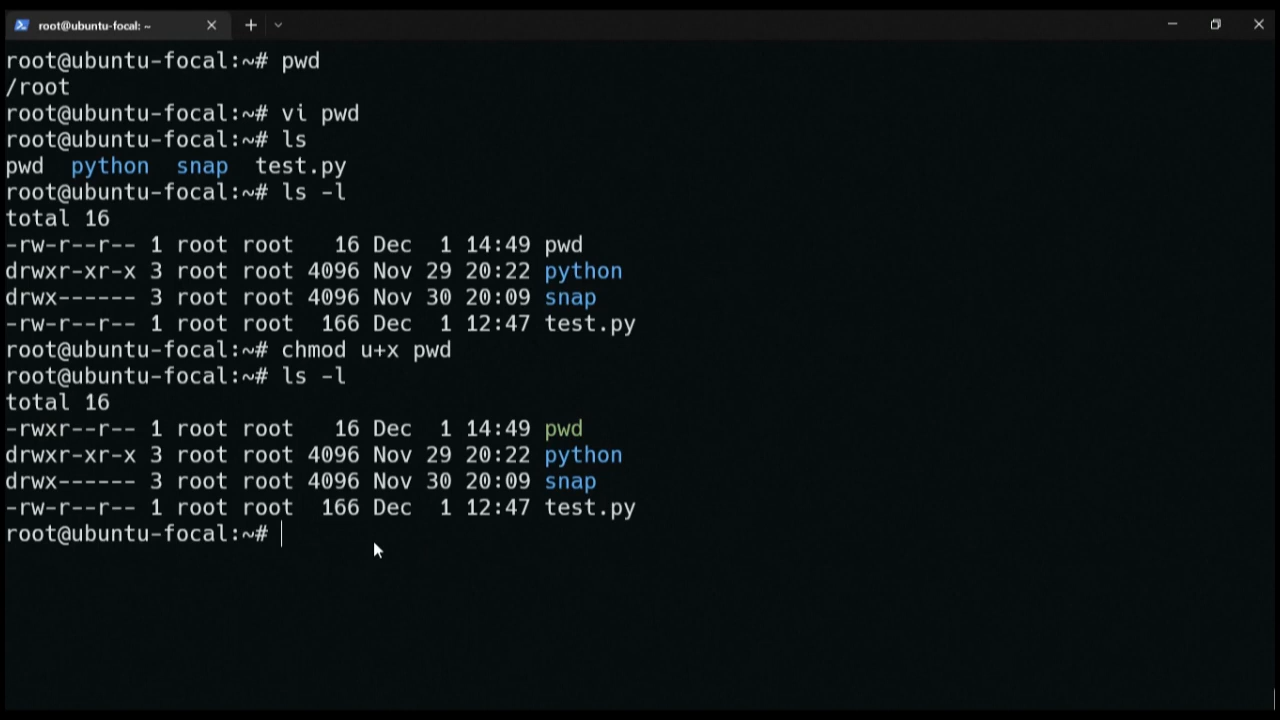 root@ubuntu-focal: ~
root@ubuntu-focal:~# pwd
/root
root@ubuntu-focal:~# vi pwd
root@ubuntu-focal:~# ls
pwd  python  snap  test.py
root@ubuntu-focal:~# ls -l
total 16
-rw-r--r-- 1 root root   16 Dec  1 14:49 pwd
drwxr-xr-x 3 root root 4096 Nov 29 20:22 python
drwx------ 3 root root 4096 Nov 30 20:09 snap
-rw-r--r-- 1 root root  166 Dec  1 12:47 test.py
root@ubuntu-focal:~# chmod u+x pwd
root@ubuntu-focal:~# ls -l
total 16
-rwxr--r-- 1 root root   16 Dec  1 14:49 pwd
drwxr-xr-x 3 root root 4096 Nov 29 20:22 python
drwx------ 3 root root 4096 Nov 30 20:09 snap
-rw-r--r-- 1 root root  166 Dec  1 12:47 test.py
root@ubuntu-focal:~#